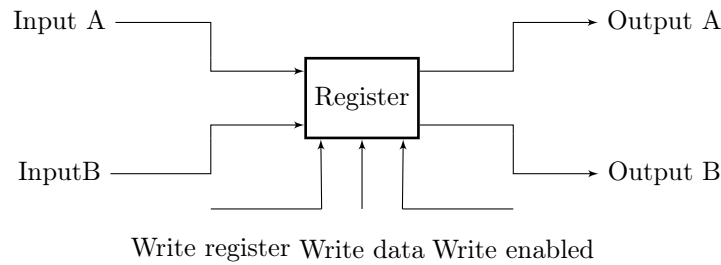 Input A
Output A
Register
InputB
Output B
Write register Write data Write enabled